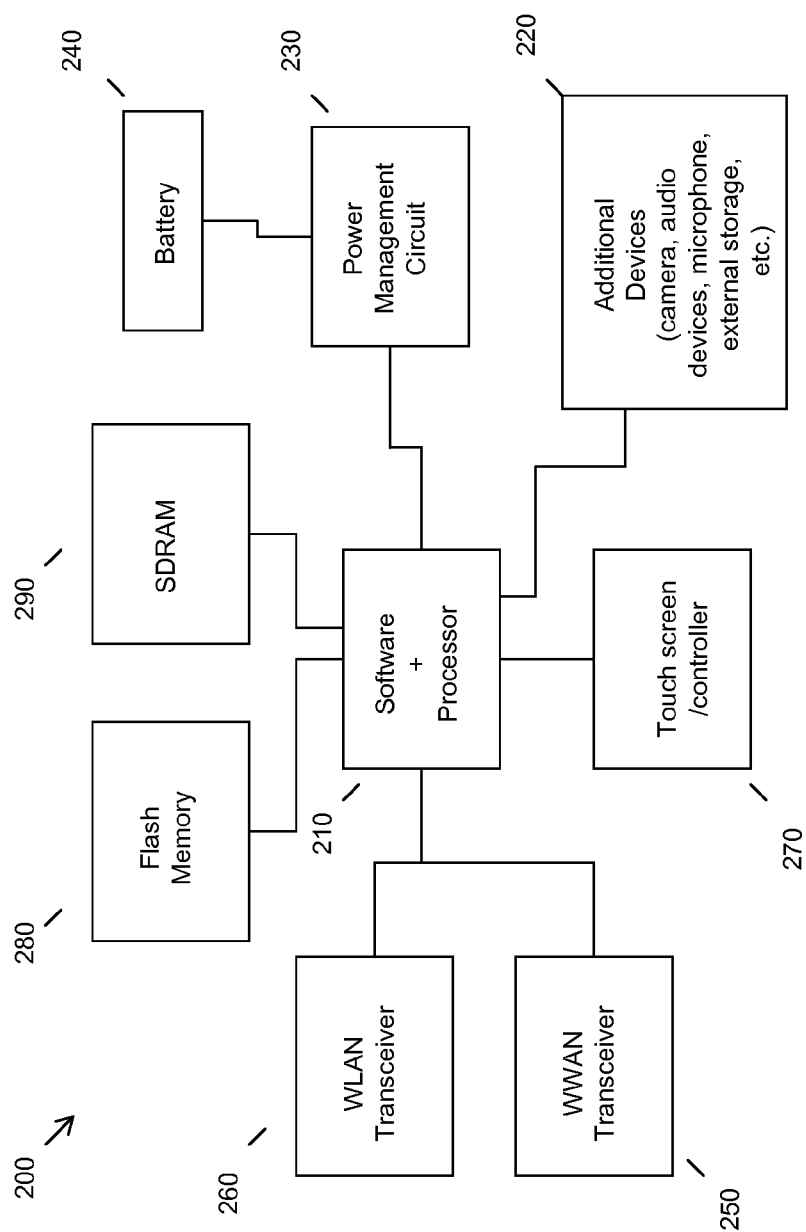 200
280
Flash
Memory
290
SDRAM
240
Battery
230
Power
Management
Circuit
260
WLAN
Transceiver
210
Software
+
Processor
250
WWAN
Transceiver
270
Touch screen
/controller
220
Additional
Devices
(camera, audio
devices, microphone,
external storage,
etc.)